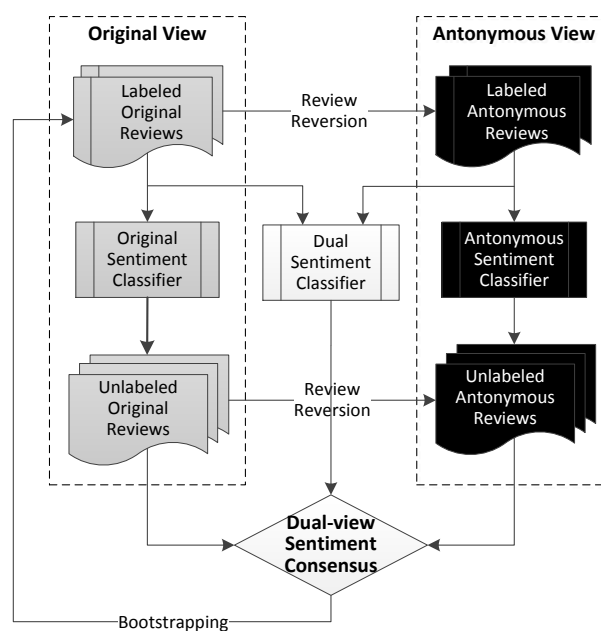 Original View
Antonymous View
Labeled
Original
Reviews
Review
Reversion
Labeled
Antonymous
Reviews
Original
Sentiment
Classifier
Dual
Sentiment
Classifier
Antonymous
Sentiment
Classifier
Unlabeled
Original
Reviews
Review
Reversion
Unlabeled
Antonymous
Reviews
Dual-view
Sentiment
Consensus
Bootstrapping